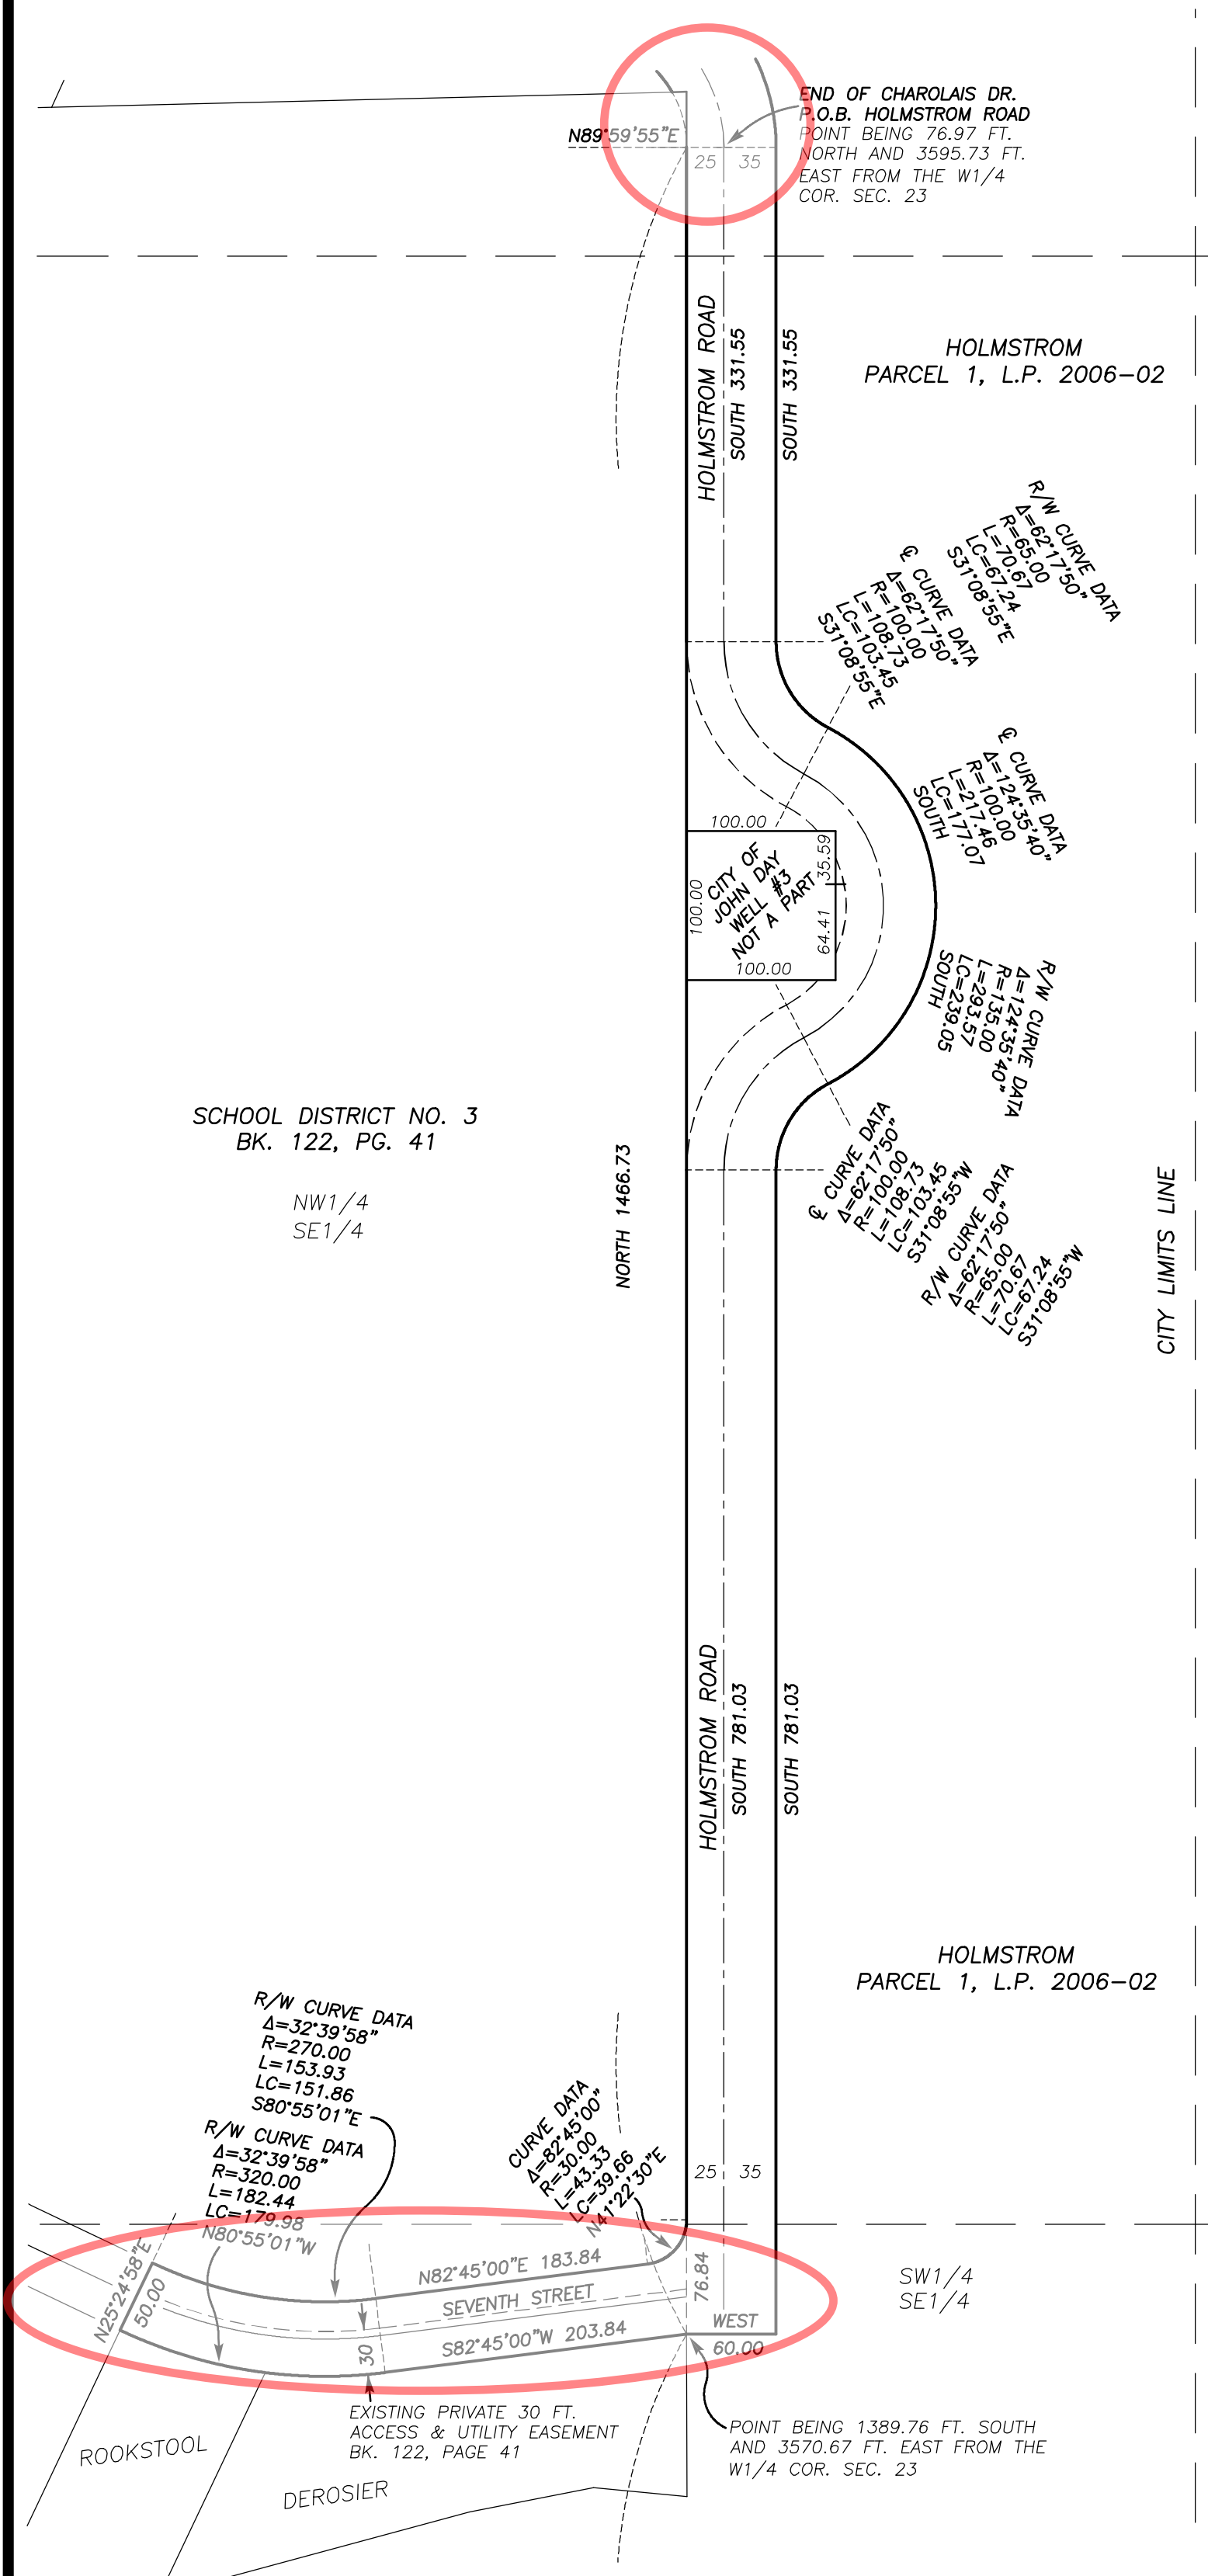 END OF CHAROLAIS DR.
P.O.B. HOLMSTROM ROAD
POINT BEING 76.97 FT.
NORTH AND 3595.73 FT.
EAST FROM THE W1/4
COR. SEC. 23
N89°59'55"E
25 35
HOLMSTROM ROAD
SOUTH 331.55
SOUTH 331.55
HOLMSTROM
PARCEL 1, L.P. 2006-02
R/W CURVE DATA
Δ=62°17'50"
R=65.00
L=70.67
LC=67.24
S31°08'55"E
℄ CURVE DATA
Δ=62°17'50"
R=100.00
L=108.73
LC=103.45
S31°08'55"E
℄ CURVE DATA
Δ=124°35'40"
R=100.00
L=217.46
LC=177.07
SOUTH
100.00
CITY OF
JOHN DAY
WELL #3
NOT A PART
35.59
100.00
64.41
100.00
R/W CURVE DATA
Δ=124°35'40"
R=135.00
L=293.57
LC=239.05
SOUTH
SCHOOL DISTRICT NO. 3
BK. 122, PG. 41
NW1/4
SE1/4
NORTH 1466.73
℄ CURVE DATA
Δ=62°17'50"
R=100.00
L=108.73
LC=103.45
S31°08'55"W
R/W CURVE DATA
Δ=62°17'50"
R=65.00
L=70.67
LC=67.24
S31°08'55"W
CITY LIMITS LINE
HOLMSTROM ROAD
SOUTH 781.03
SOUTH 781.03
HOLMSTROM
PARCEL 1, L.P. 2006-02
R/W CURVE DATA
Δ=32°39'58"
R=270.00
L=153.93
LC=151.86
S80°55'01"E
R/W CURVE DATA
Δ=32°39'58"
R=320.00
L=182.44
LC=179.98
N80°55'01"W
CURVE DATA
Δ=82°45'00"
R=30.00
L=43.33
LC=39.66
N41°22'30"E
25 35
N25°24'58"E
50.00
N82°45'00"E 183.84
SEVENTH STREET
S82°45'00"W 203.84
30
76.84
WEST
60.00
SW1/4
SE1/4
EXISTING PRIVATE 30 FT.
ACCESS & UTILITY EASEMENT
BK. 122, PAGE 41
POINT BEING 1389.76 FT. SOUTH
AND 3570.67 FT. EAST FROM THE
W1/4 COR. SEC. 23
ROOKSTOOL
DEROSIER